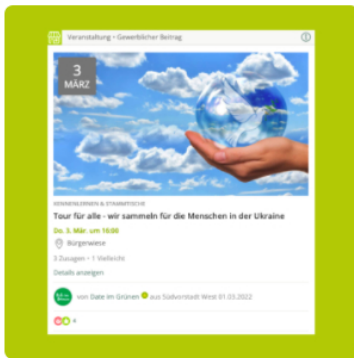 Veranstaltung • Gewerblicher Beitrag
3
MÄRZ
KENNENLERNEN & STAMMTISCHE
Tour für alle - wir sammeln für die Menschen in der Ukraine
Do. 3. Mär. um 16:00
Bürgerwiese
3 Zusagen • 1 Vielleicht
Details anzeigen
von Date im Grünen aus Südvorstadt West 01.03.2022
4